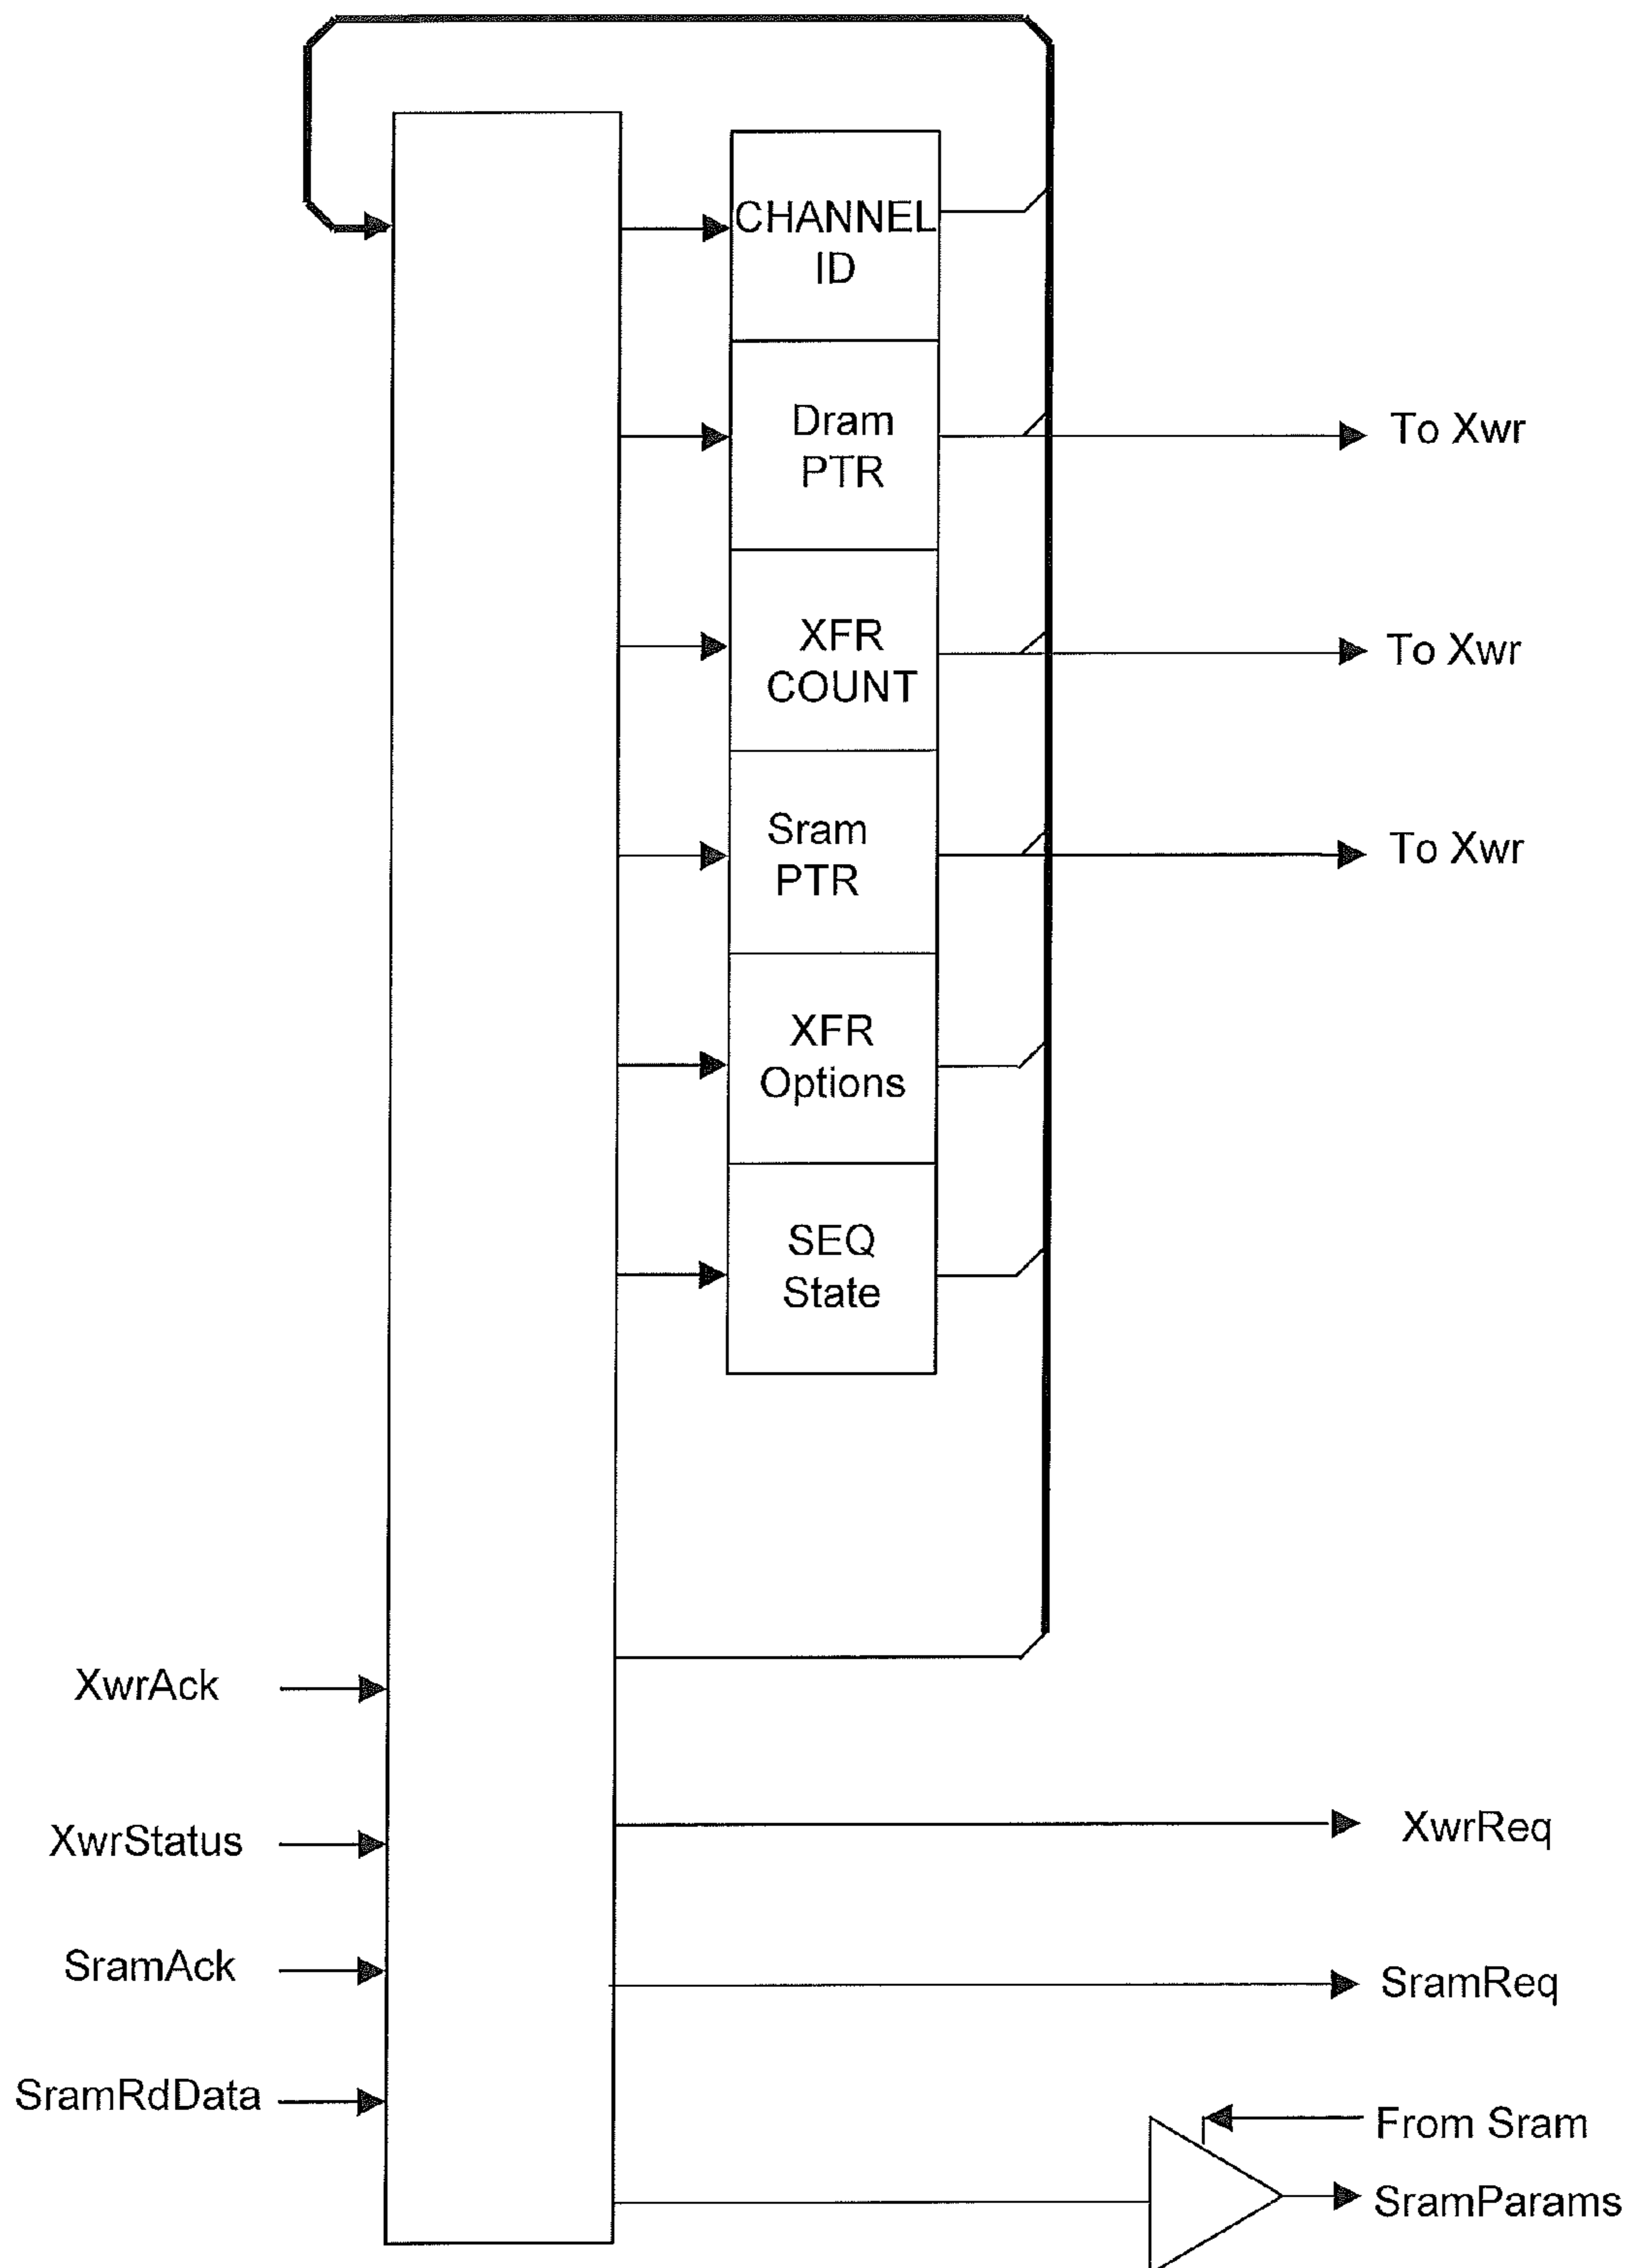 CHANNEL
ID
Dram
PTR
To Xwr
XFR
COUNT
To Xwr
Sram
PTR
To Xwr
XFR
Options
SEQ
State
XwrAck
XwrStatus
XwrReq
SramAck
SramReq
SramRdData
From Sram
SramParams